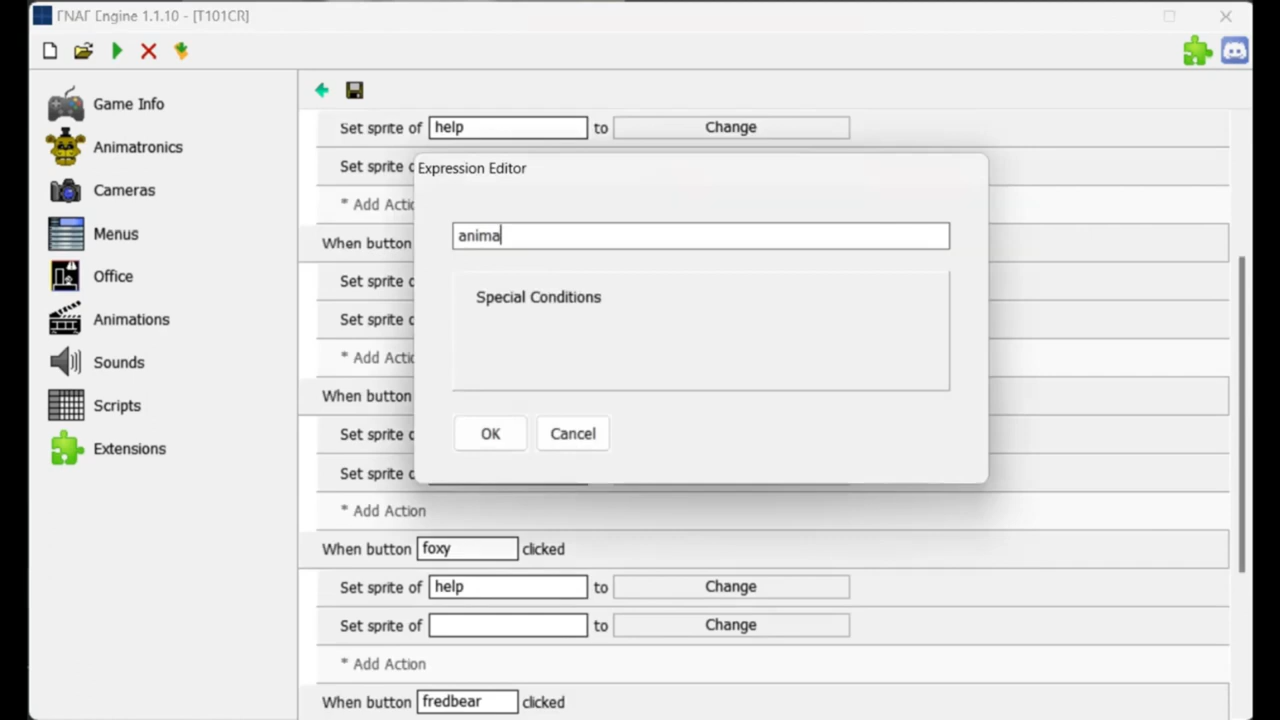 ГNAГ Engine 1.1.10 - [T101CR]
Game Info
Animatronics
Cameras
Menus
Office
Animations
Sounds
Scripts
Extensions
Set sprite of help to Change
Set sprite
* Add
When button
Set sprite
Set sprite
* Add
When button
Set sprite
Set sprite
* Add Action
When button foxy clicked
Set sprite of help to Change
Set sprite of to Change
* Add Action
When button fredbear clicked
Expression Editor
anima
Special Conditions
OK Cancel